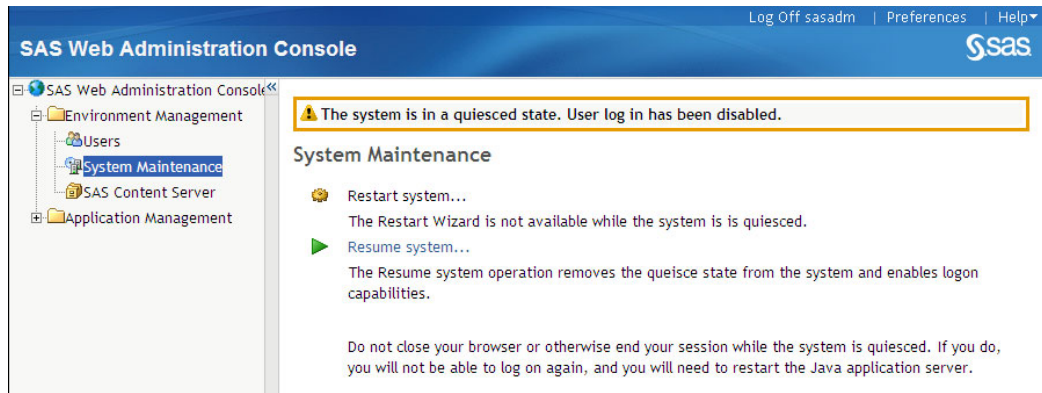 Log Off sasadm | Preferences | Help
SAS Web Administration Console
sas
SAS Web Administration Console
Environment Management
Users
System Maintenance
SAS Content Server
Application Management
The system is in a quiesced state. User log in has been disabled.
System Maintenance
Restart system...
The Restart Wizard is not available while the system is is quiesced.
Resume system...
The Resume system operation removes the queisce state from the system and enables logon
capabilities.
Do not close your browser or otherwise end your session while the system is quiesced. If you do,
you will not be able to log on again, and you will need to restart the Java application server.